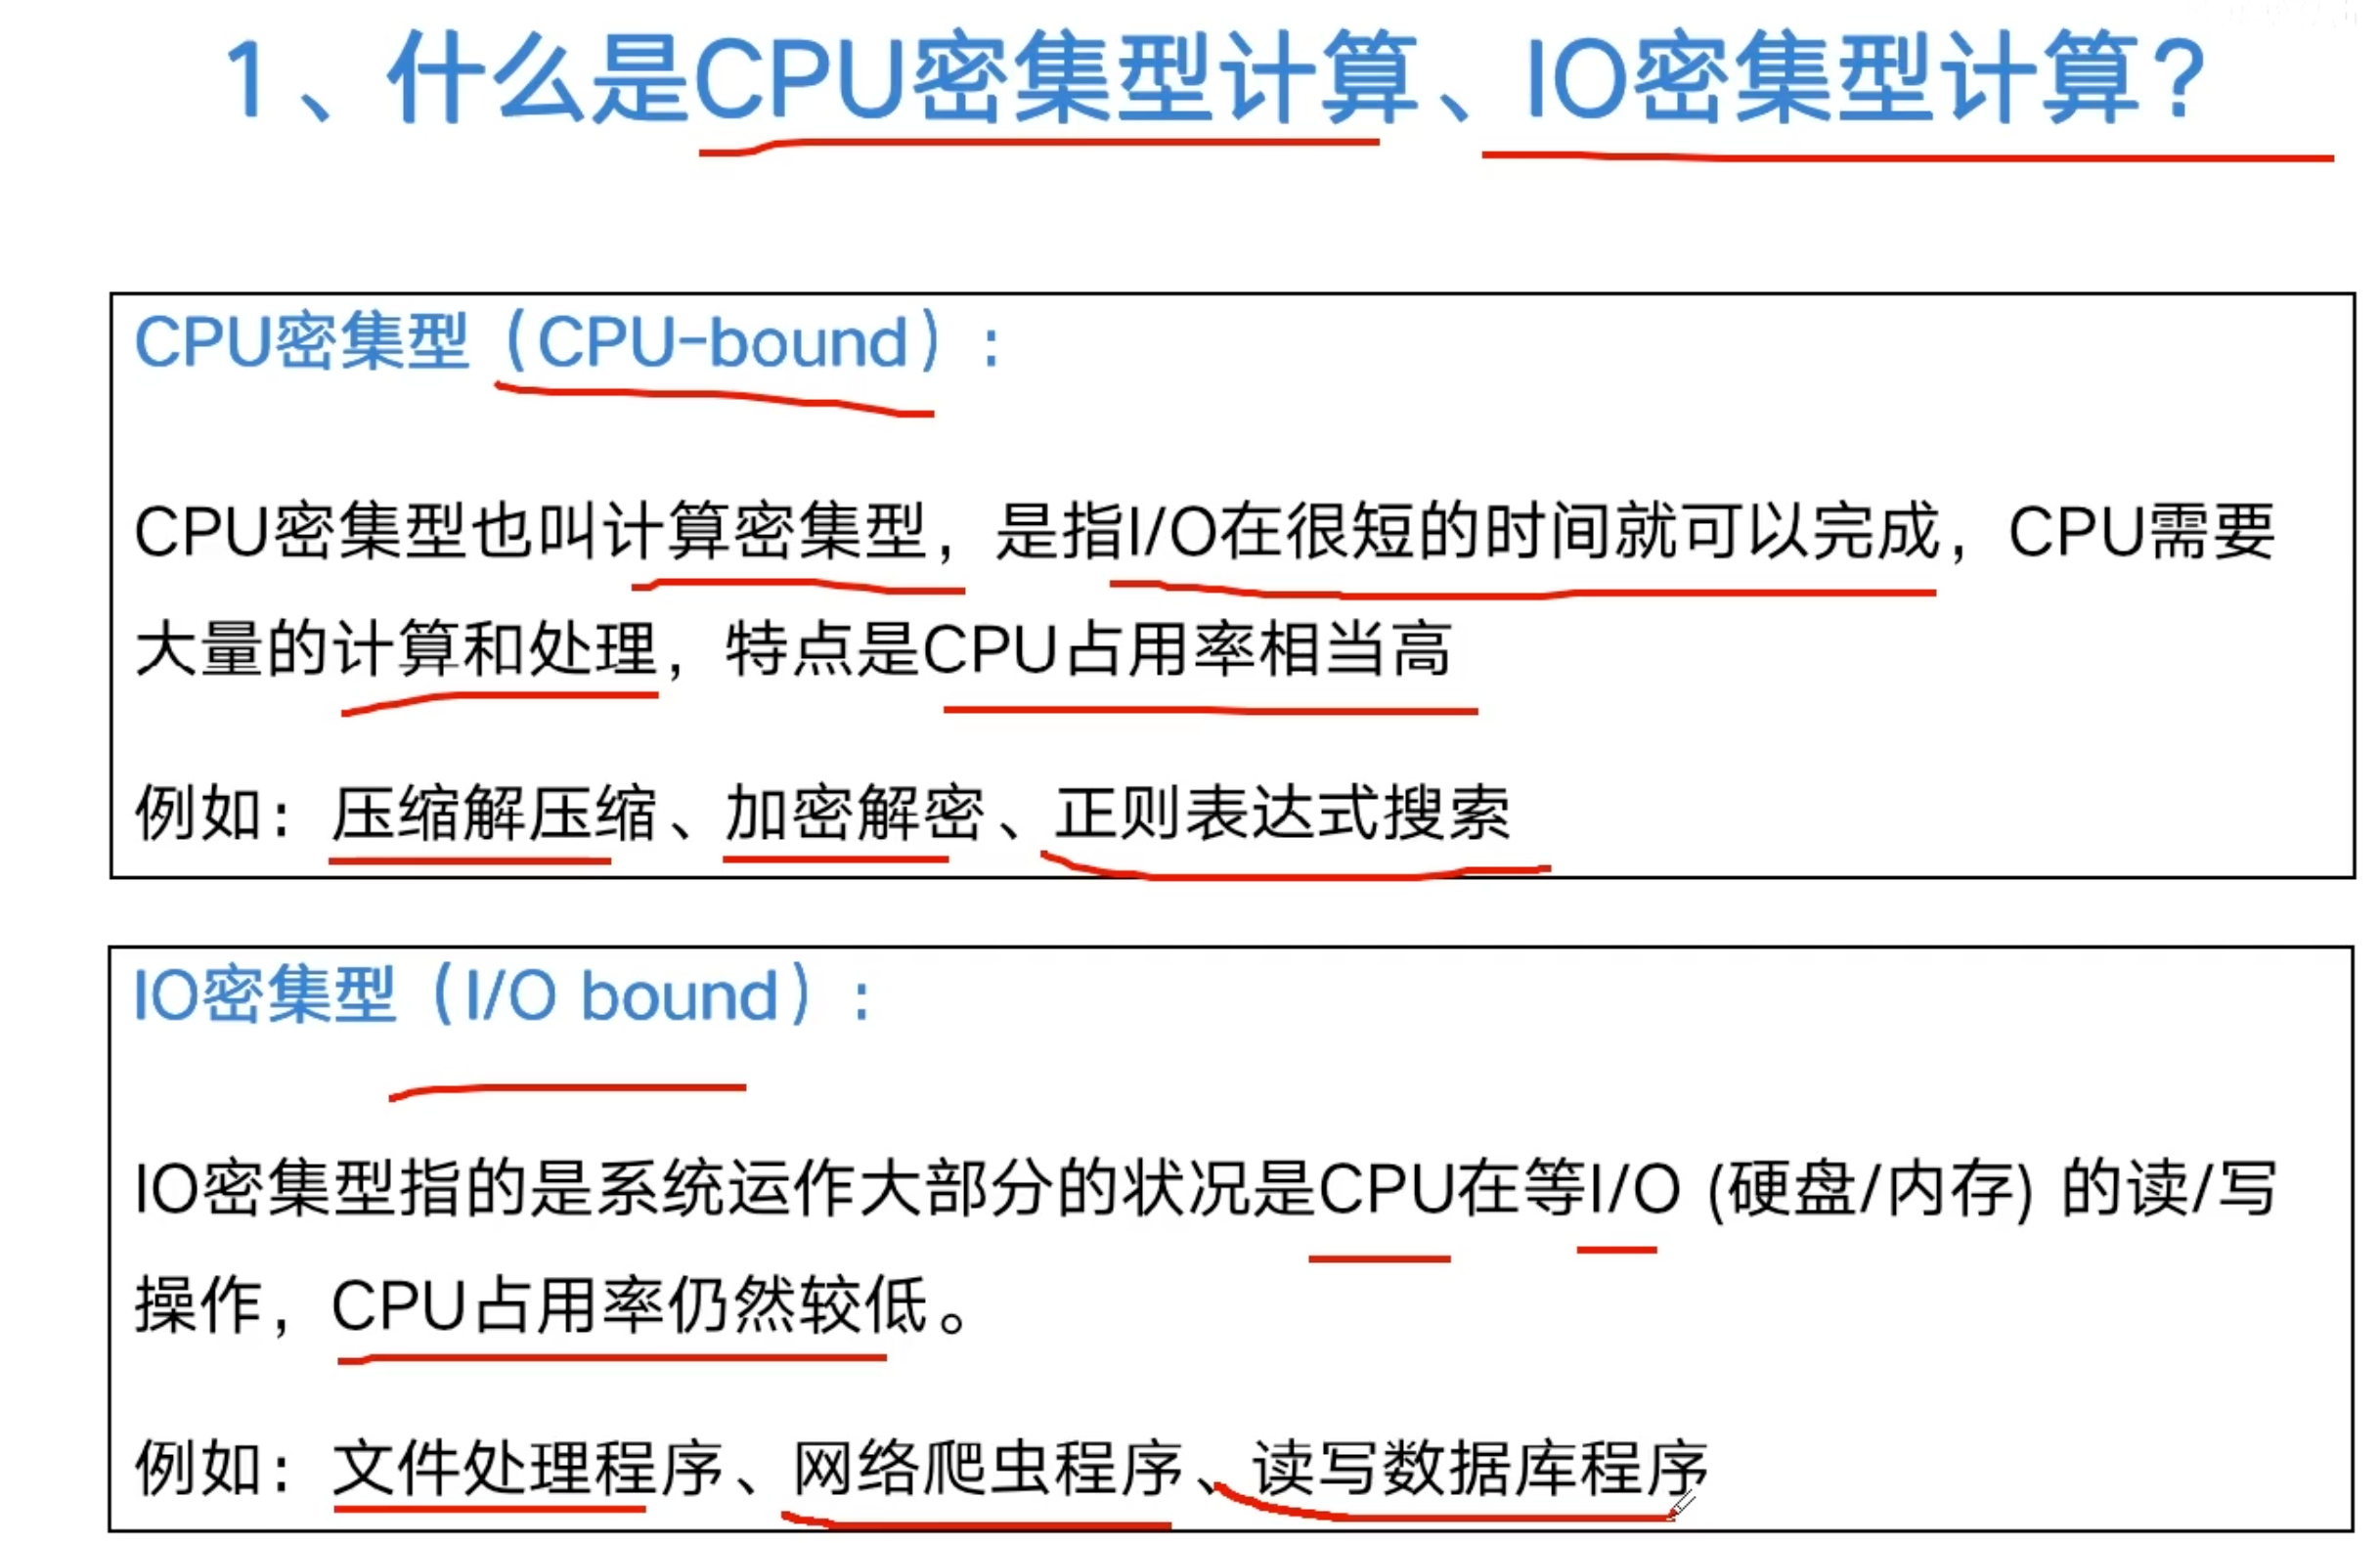 1、什么是CPU密集型计算、IO密集型计算？
CPU密集型（CPU-bound）：
CPU密集型也叫计算密集型，是指I/O在很短的时间就可以完成，CPU需要
大量的计算和处理，特点是CPU占用率相当高
例如：压缩解压缩、加密解密、正则表达式搜索
IO密集型（I/O bound）：
IO密集型指的是系统运作大部分的状况是CPU在等I/O (硬盘/内存) 的读/写
操作，CPU占用率仍然较低。
例如：文件处理程序、网络爬虫程序、读写数据库程序